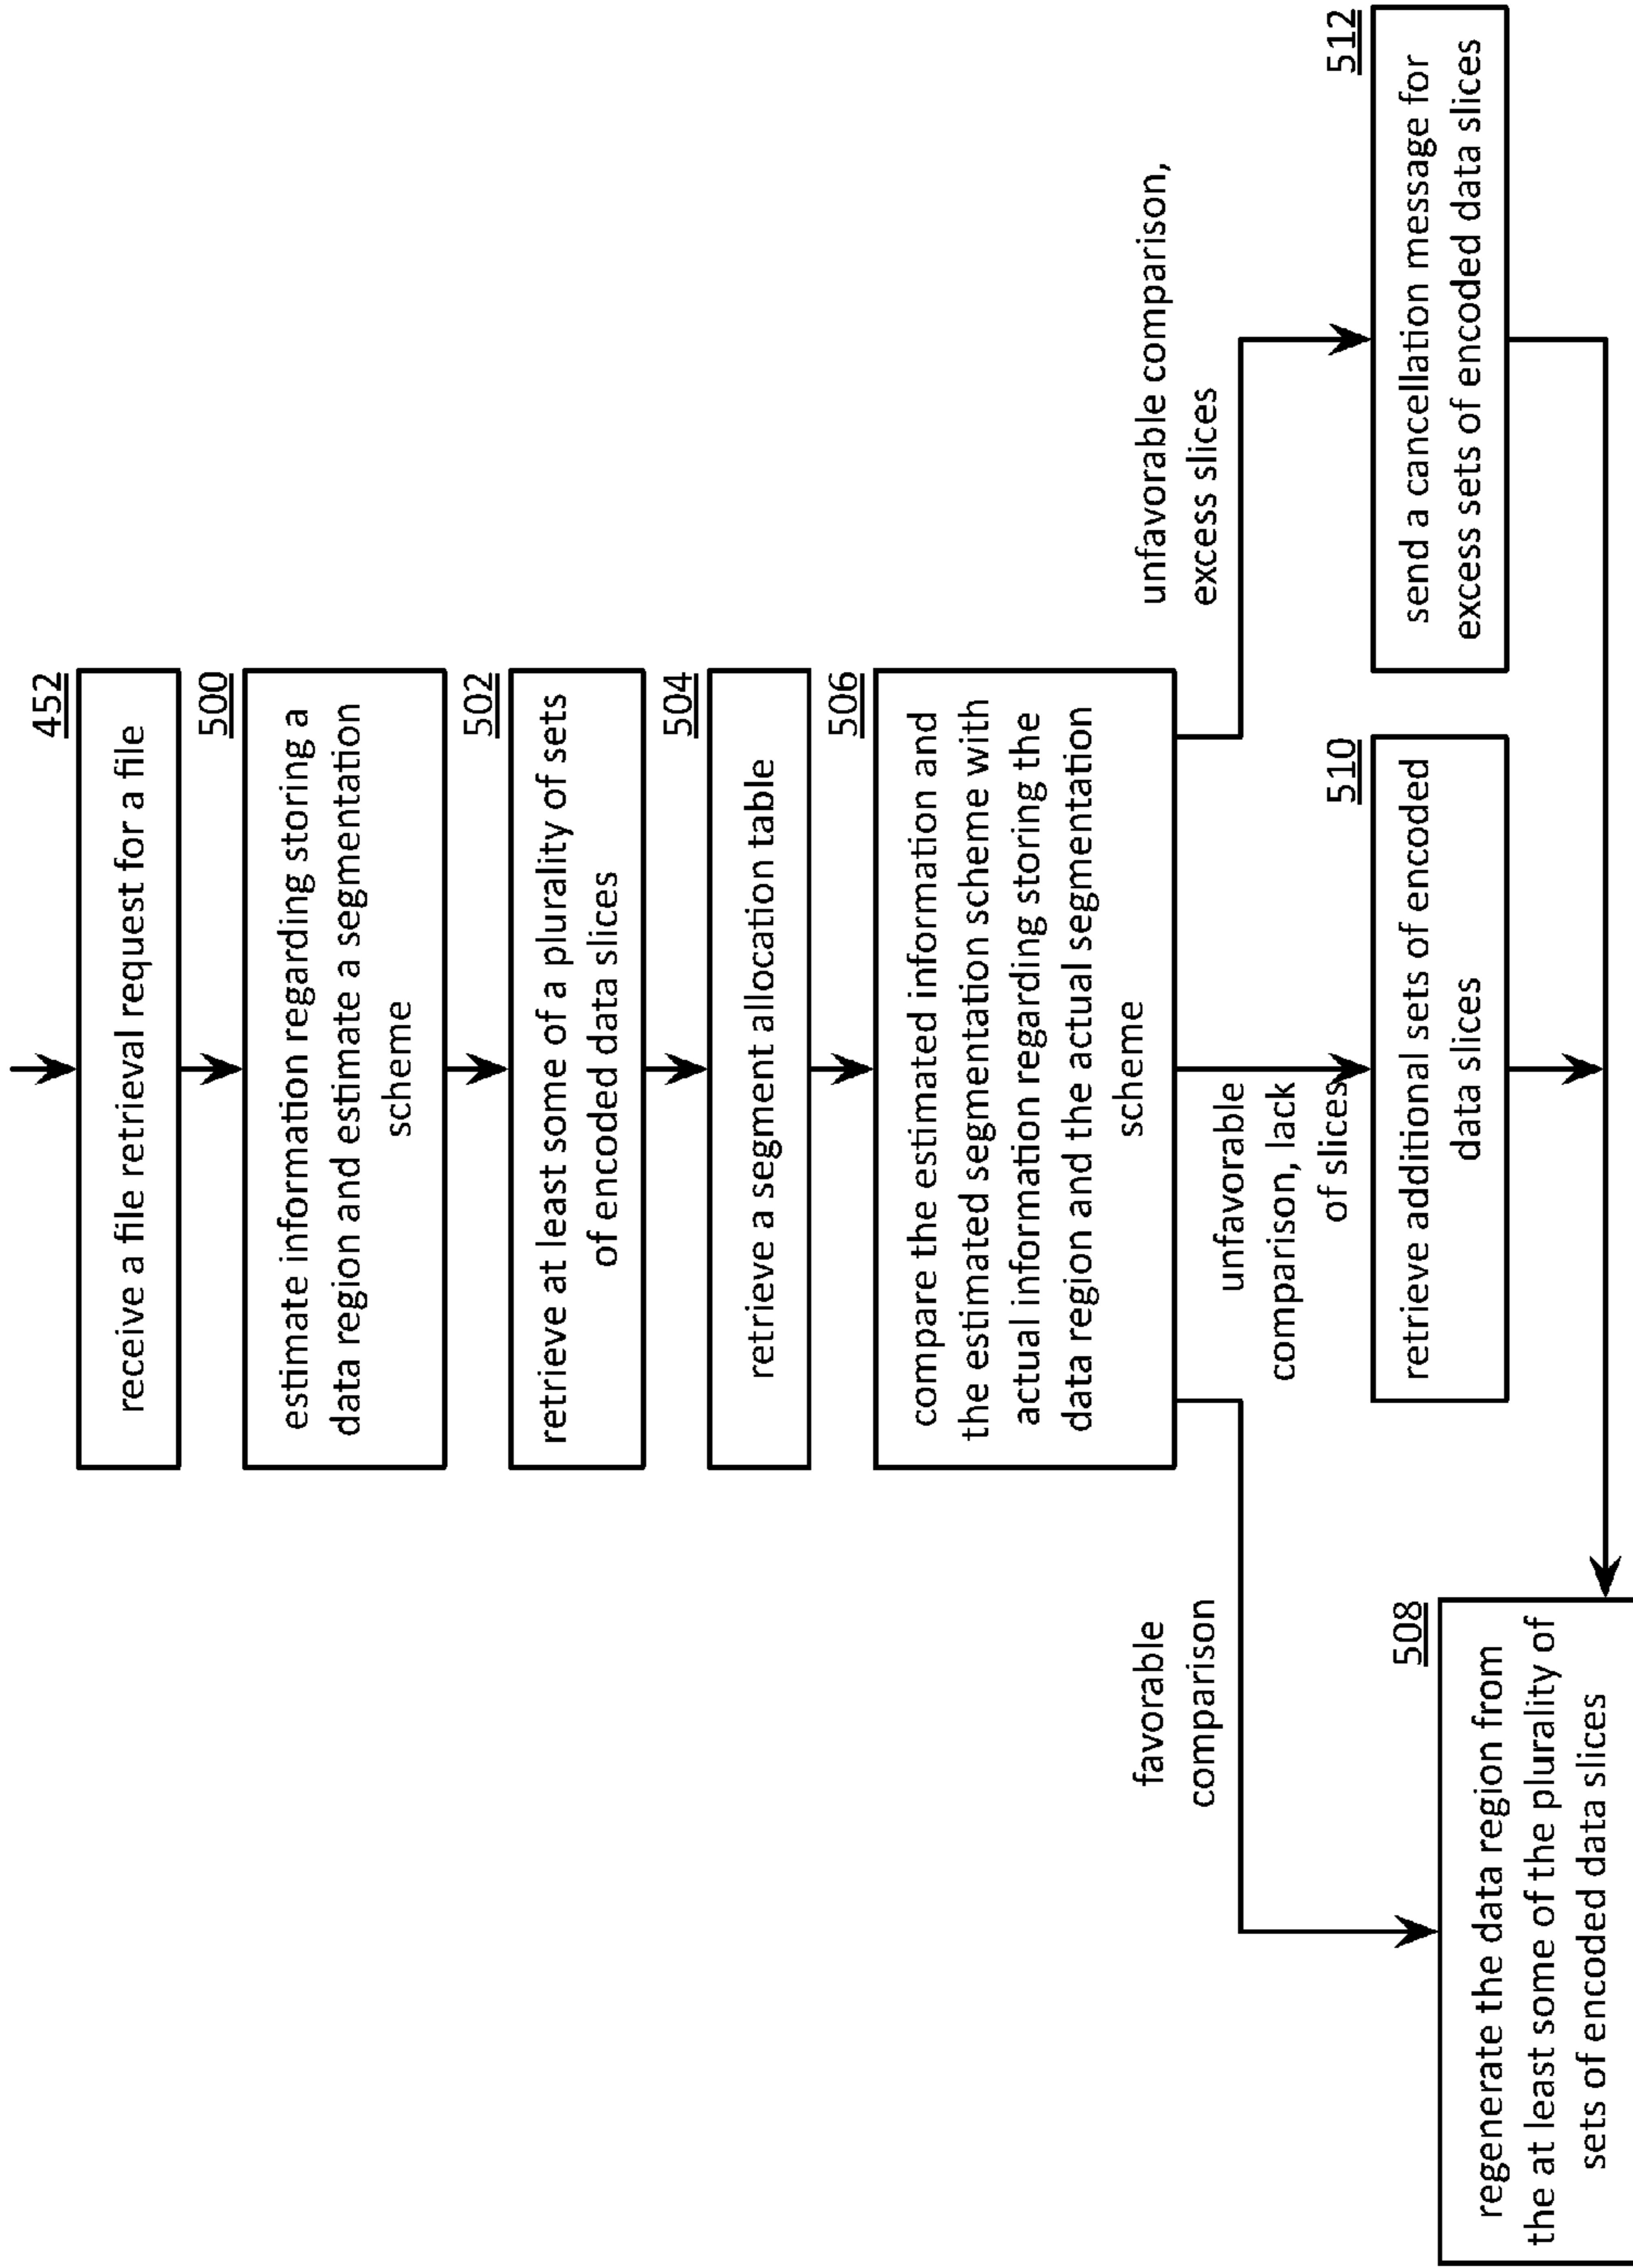 452
receive a file retrieval request for a file
500
estimate information regarding storing a
data region and estimate a segmentation
scheme
502
retrieve at least some of a plurality of sets
of encoded data slices
504
retrieve a segment allocation table
506
compare the estimated information and
the estimated segmentation scheme with
actual information regarding storing the
data region and the actual segmentation
scheme
favorable
comparison
unfavorable
comparison, lack
of slices
unfavorable comparison,
excess slices
508
regenerate the data region from
the at least some of the plurality of
sets of encoded data slices
510
retrieve additional sets of encoded
data slices
512
send a cancellation message for
excess sets of encoded data slices